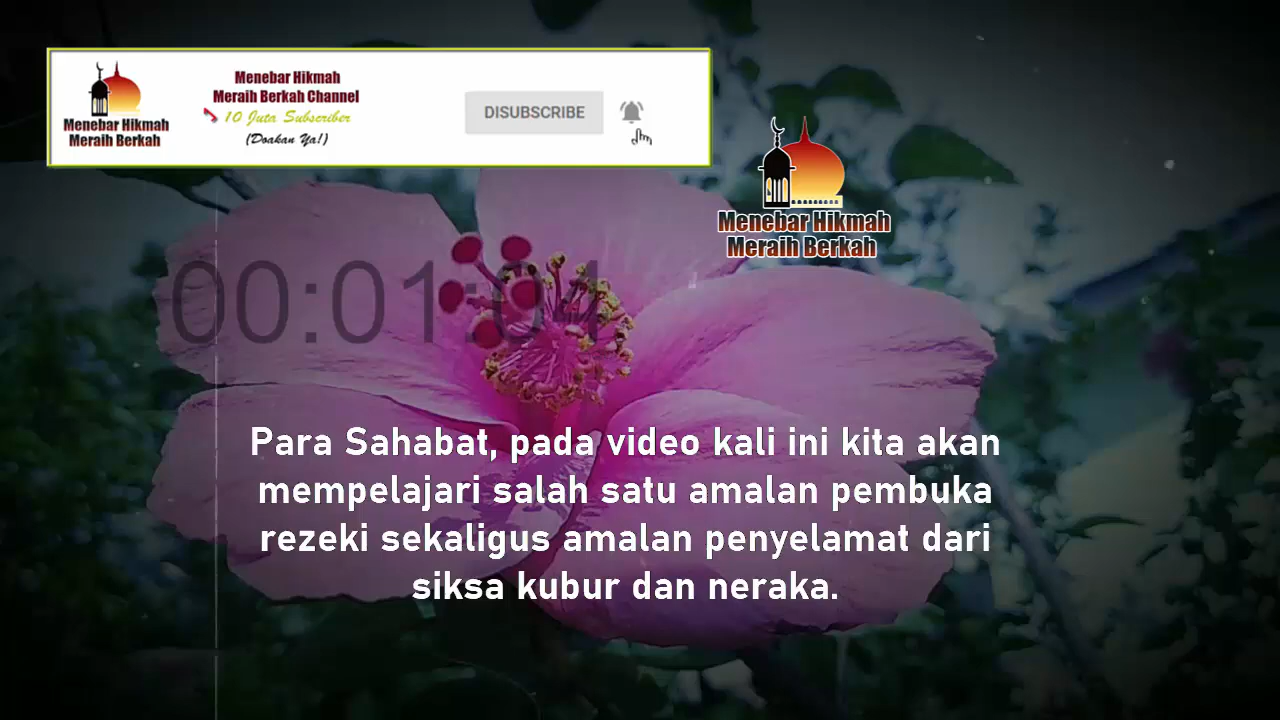 Menebar Hikmah
Meraih Berkah
Menebar Hikmah
Meraih Berkah Channel
10 Juta Subscriber
(Doakan Ya!)
DISUBSCRIBE
Menebar Hikmah
Meraih Berkah
00:01:04
Para Sahabat, pada video kali ini kita akan
mempelajari salah satu amalan pembuka
rezeki sekaligus amalan penyelamat dari
siksa kubur dan neraka.